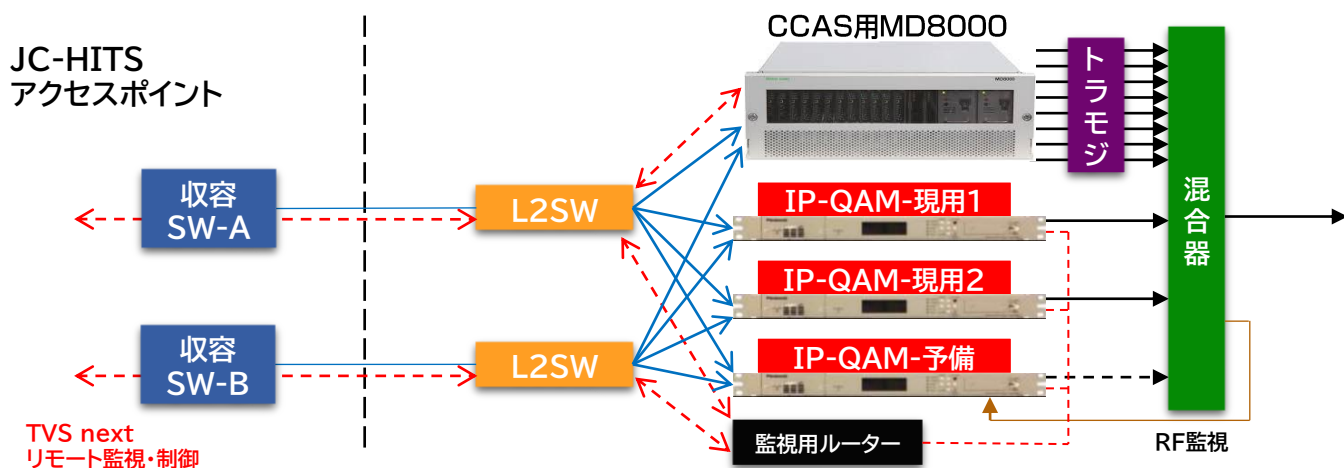 CCAS用MD8000
JC-HITS
アクセスポイント
トラモジ
混合器
収容
SW-A
L2SW
IP-QAM-現用1
IP-QAM-現用2
収容
SW-B
L2SW
IP-QAM-予備
監視用ルーター
RF監視
TVS next
リモート監視・制御